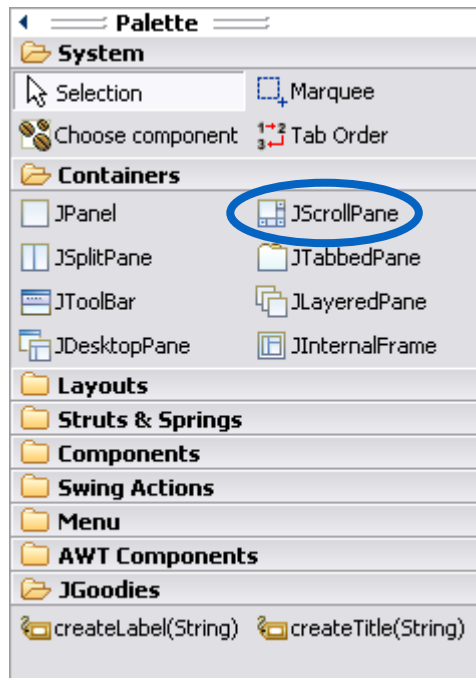 Palette
System
Selection Marquee
Choose component Tab Order
Containers
JPanel JScrollPane
JSplitPane JTabbedPane
JToolBar JLayeredPane
JDesktopPane JInternalFrame
Layouts
Struts & Springs
Components
Swing Actions
Menu
AWT Components
JGoodies
createLabel(String) createTitle(String)